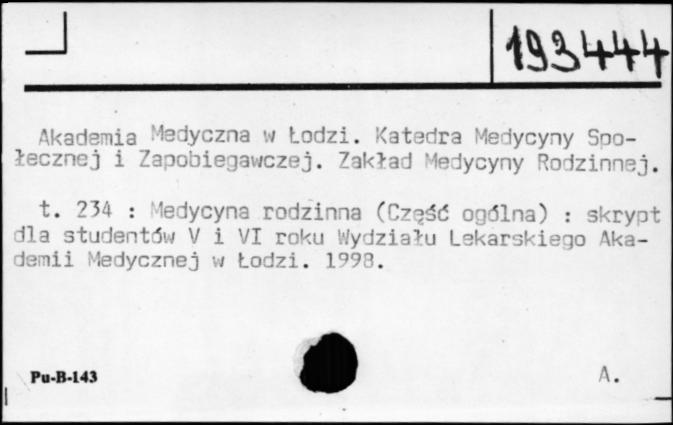 193444
Akademia Medyczna w Łodzi. Katedra Medycyny Spo-
łecznej i Zapobiegawczej. Zakład Medycyny Rodzinnej.
t. 234 : Medycyna rodzinna (Część ogólna) : skrypt
dla studentów V i VI roku Wydziału Lekarskiego Aka-
demii Medycznej w Łodzi. 1998.
Pu-B-143
A.